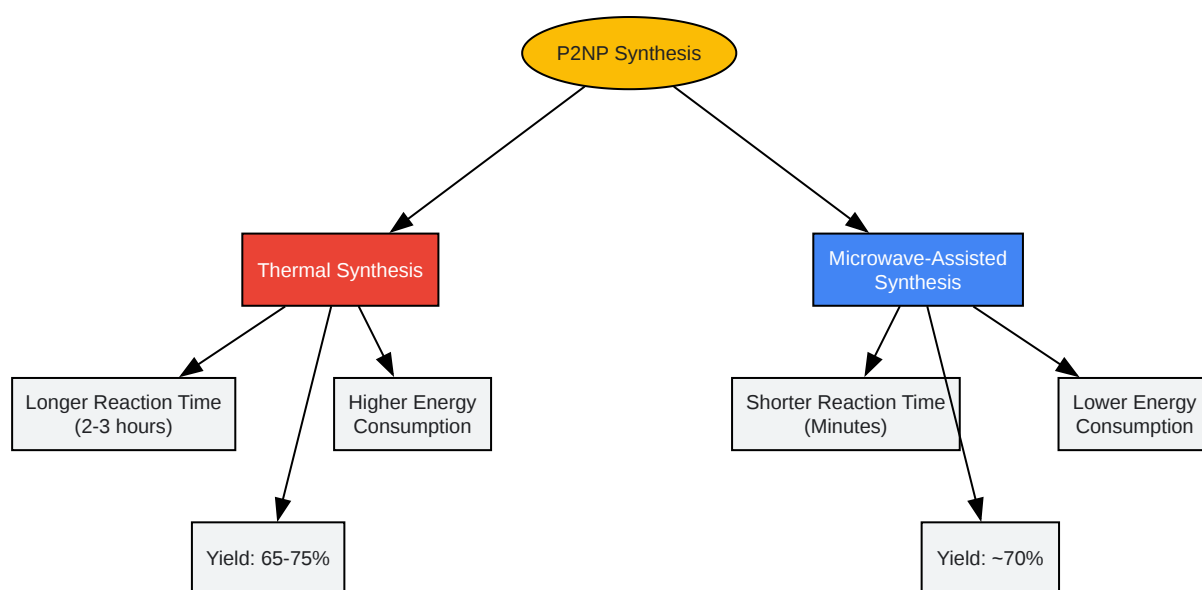 P2NP Synthesis
Thermal Synthesis
Microwave-Assisted
Synthesis
Longer Reaction Time
(2-3 hours)
Higher Energy
Consumption
Shorter Reaction Time
(Minutes)
Lower Energy
Consumption
Yield: 65-75%
Yield: ~70%